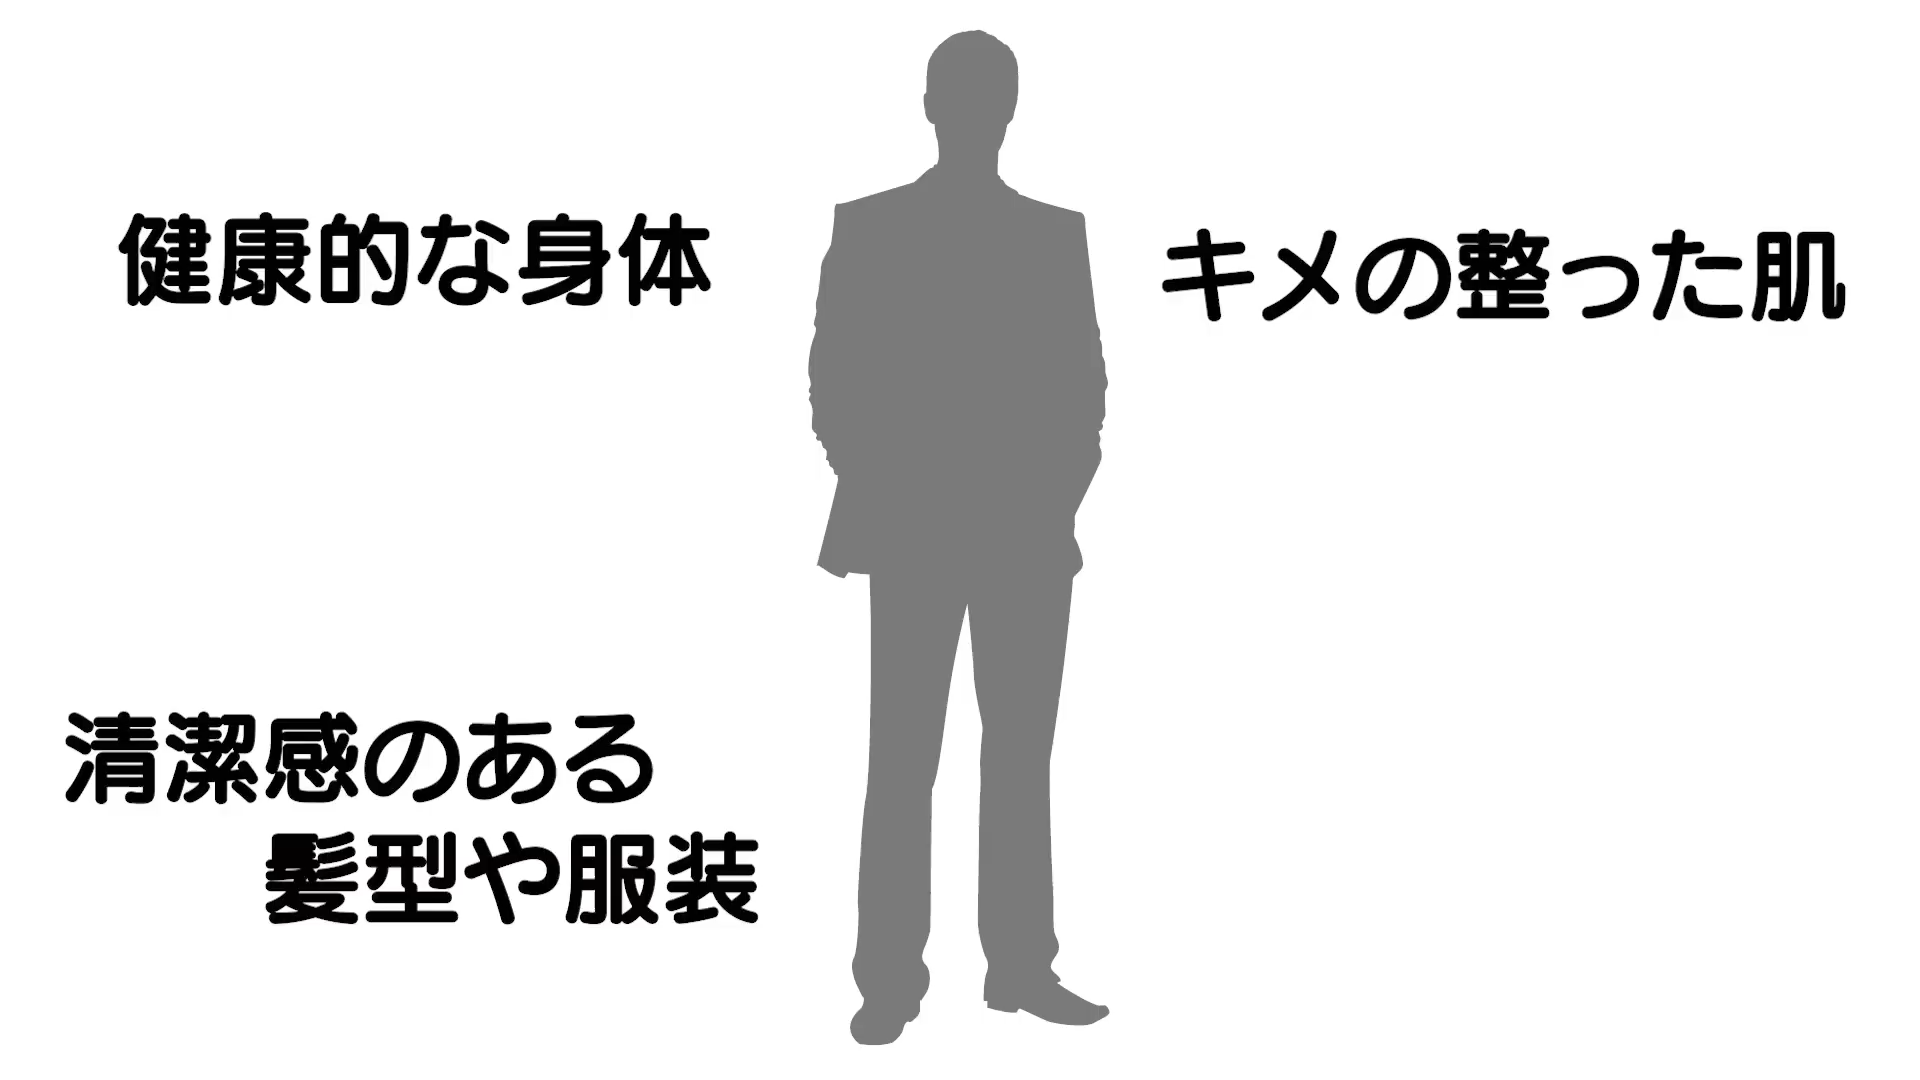 健康的な身体
キメの整った肌
清潔感のある
髪型や服装